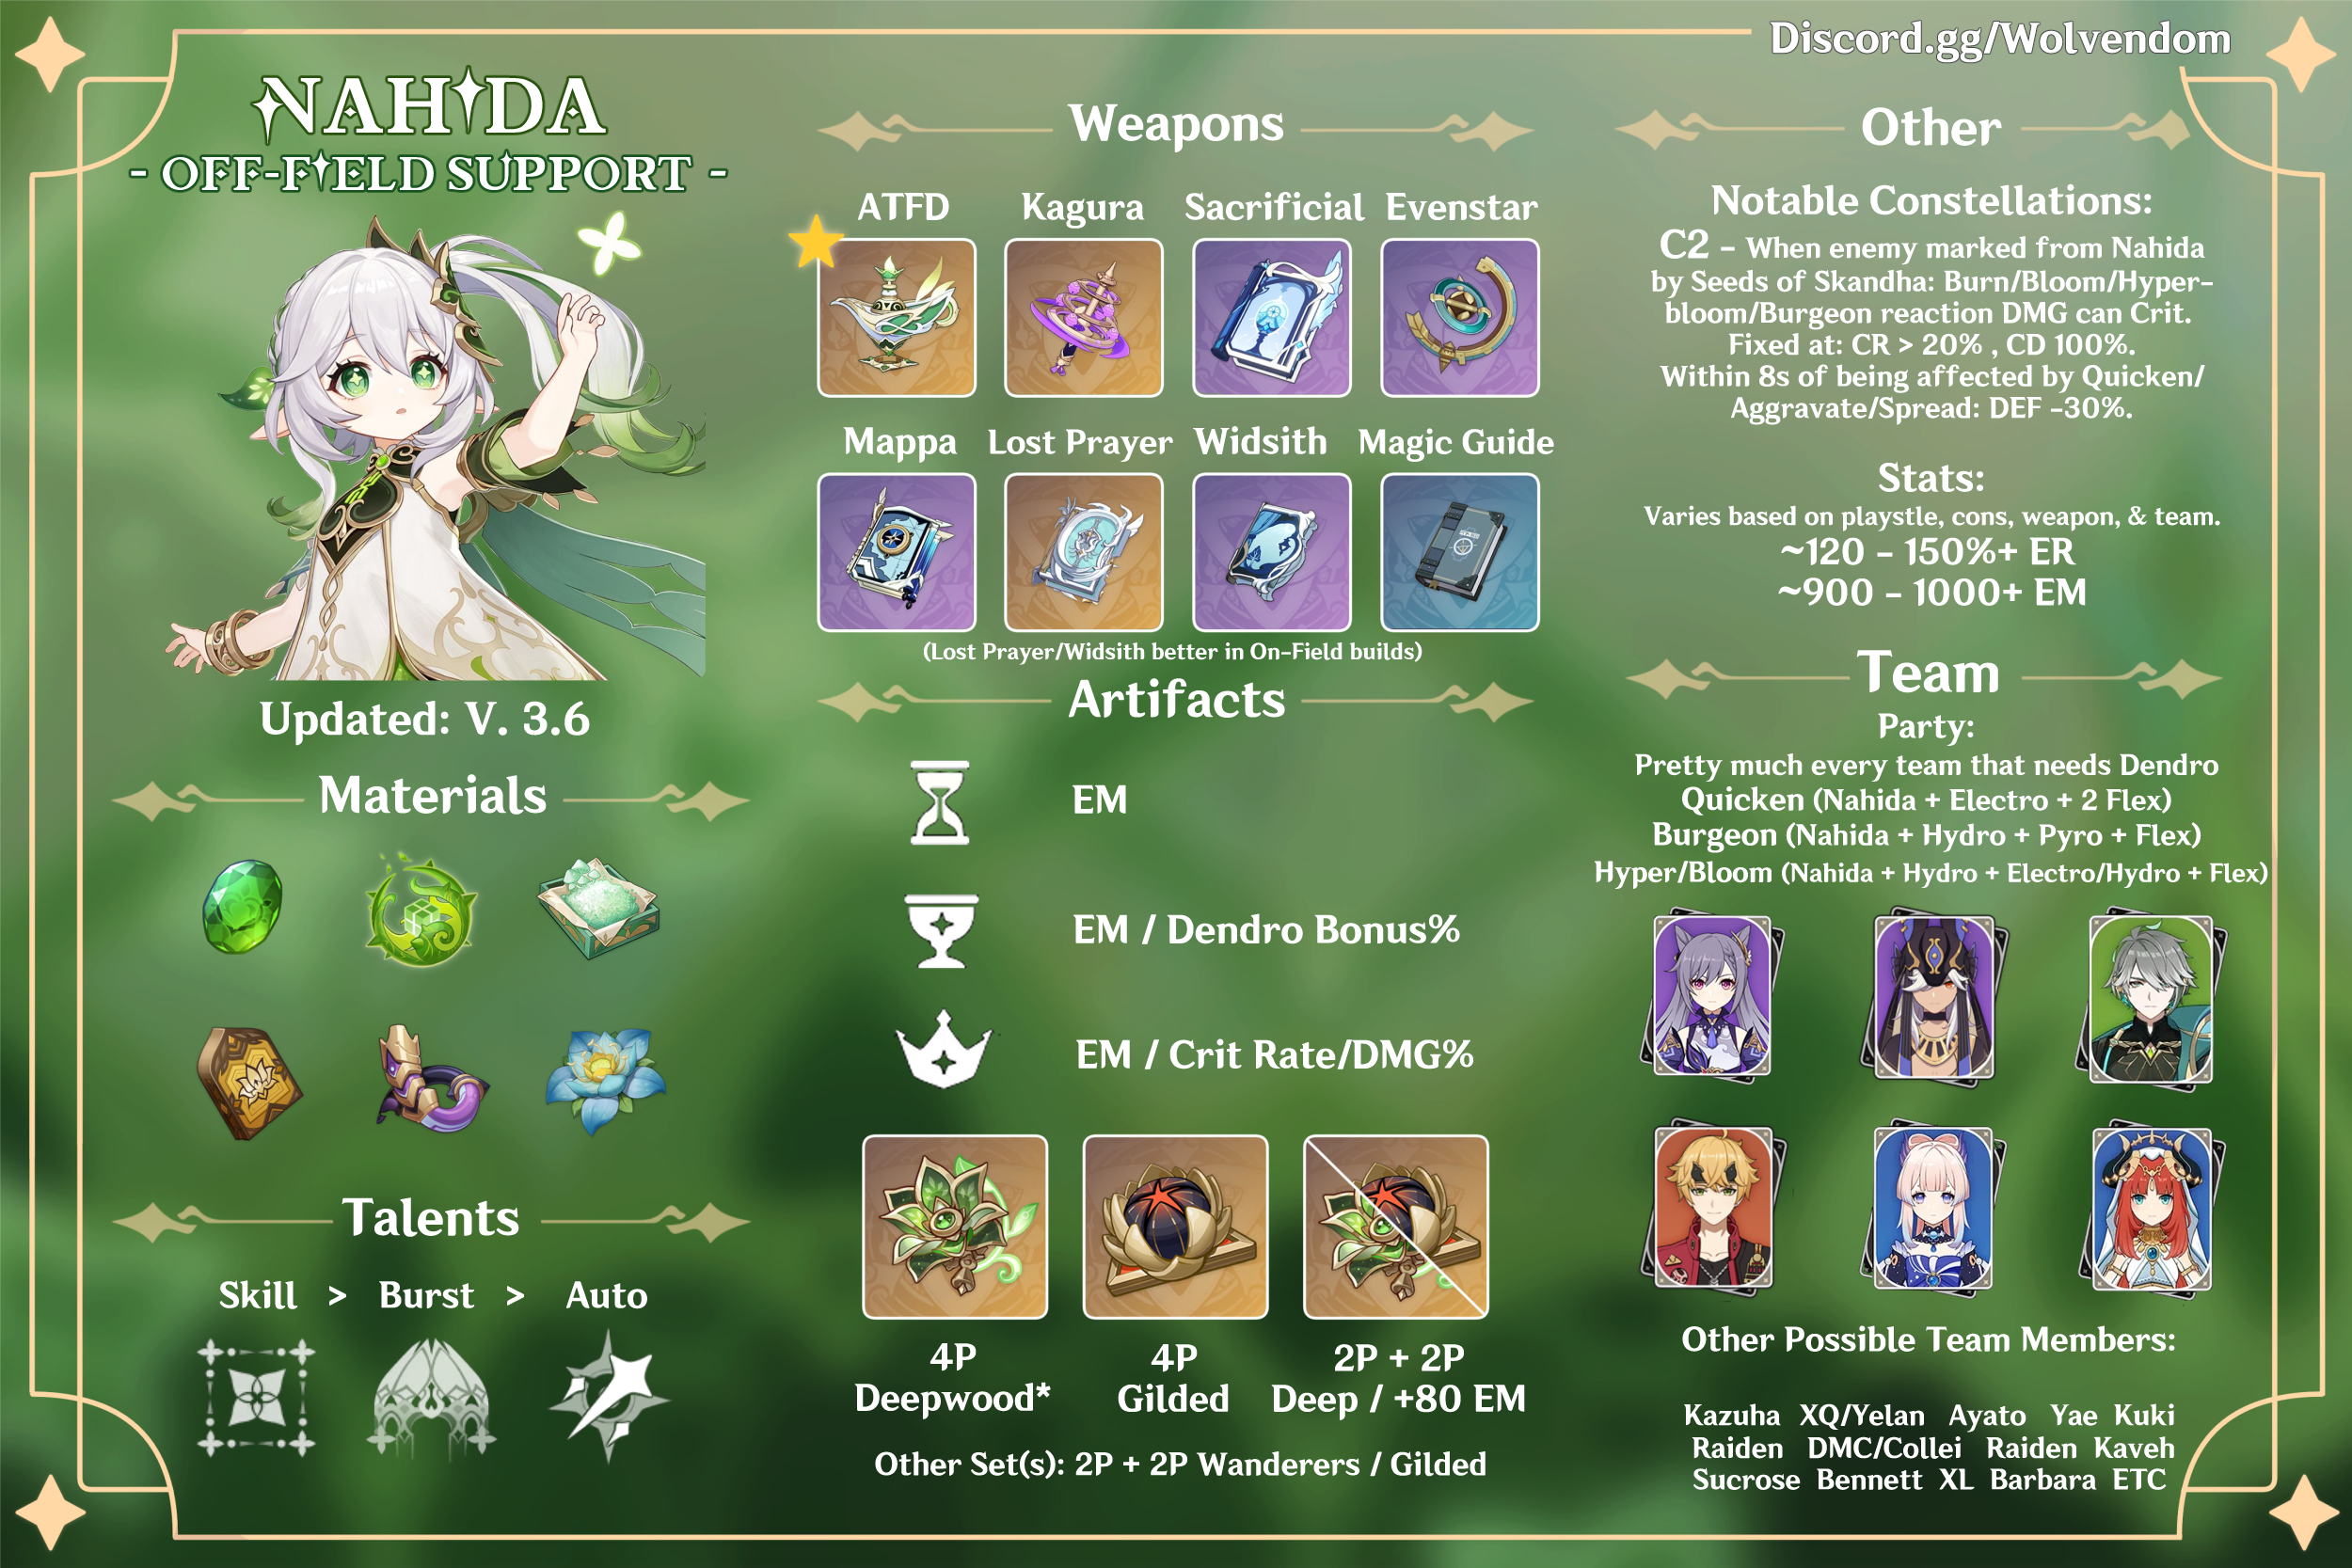 Discord.gg/Wolvendom
NAHIDA
- OFF-FIELD SUPPORT -
Updated: V. 3.6
Materials
Talents
Skill > Burst > Auto
Weapons
ATFD Kagura Sacrificial Evenstar
Mappa Lost Prayer Widsith Magic Guide
(Lost Prayer/Widsith better in On-Field builds)
Artifacts
EM
EM / Dendro Bonus%
EM / Crit Rate/DMG%
4P
Deepwood*
4P
Gilded
2P + 2P
Deep / +80 EM
Other Set(s): 2P + 2P Wanderers / Gilded
Other
Notable Constellations:
C2 - When enemy marked from Nahida
by Seeds of Skandha: Burn/Bloom/Hyper-
bloom/Burgeon reaction DMG can Crit.
Fixed at: CR > 20% , CD 100%.
Within 8s of being affected by Quicken/
Aggravate/Spread: DEF -30%.
Stats:
Varies based on playstle, cons, weapon, & team.
~120 - 150%+ ER
~900 - 1000+ EM
Team
Party:
Pretty much every team that needs Dendro
Quicken (Nahida + Electro + 2 Flex)
Burgeon (Nahida + Hydro + Pyro + Flex)
Hyper/Bloom (Nahida + Hydro + Electro/Hydro + Flex)
Other Possible Team Members:
Kazuha XQ/Yelan Ayato Yae Kuki
Raiden DMC/Collei Raiden Kaveh
Sucrose Bennett XL Barbara ETC